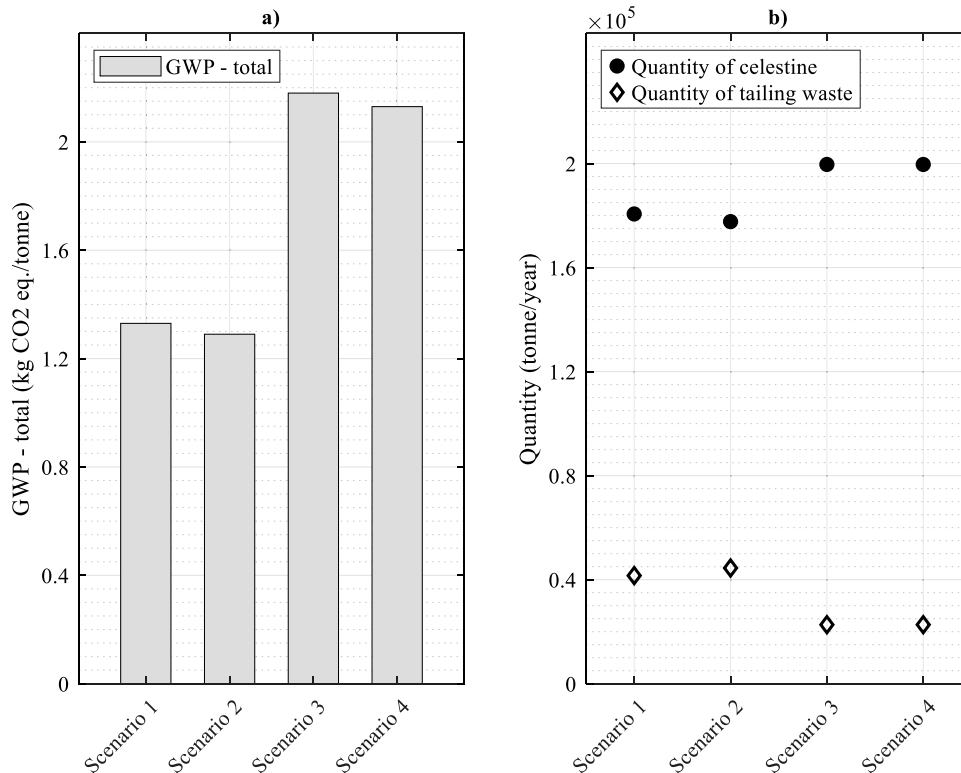 a)
GWP - total
GWP - total (kg CO2 eq./tonne)
2
1.6
1.2
0.8
0.4
0
Scenario 1
Scenario 2
Scenario 3
Scenario 4
b)
×10⁵
Quantity of celestine
Quantity of tailing waste
Quantity (tonne/year)
2
1.6
1.2
0.8
0.4
0
Scenario 1
Scenario 2
Scenario 3
Scenario 4